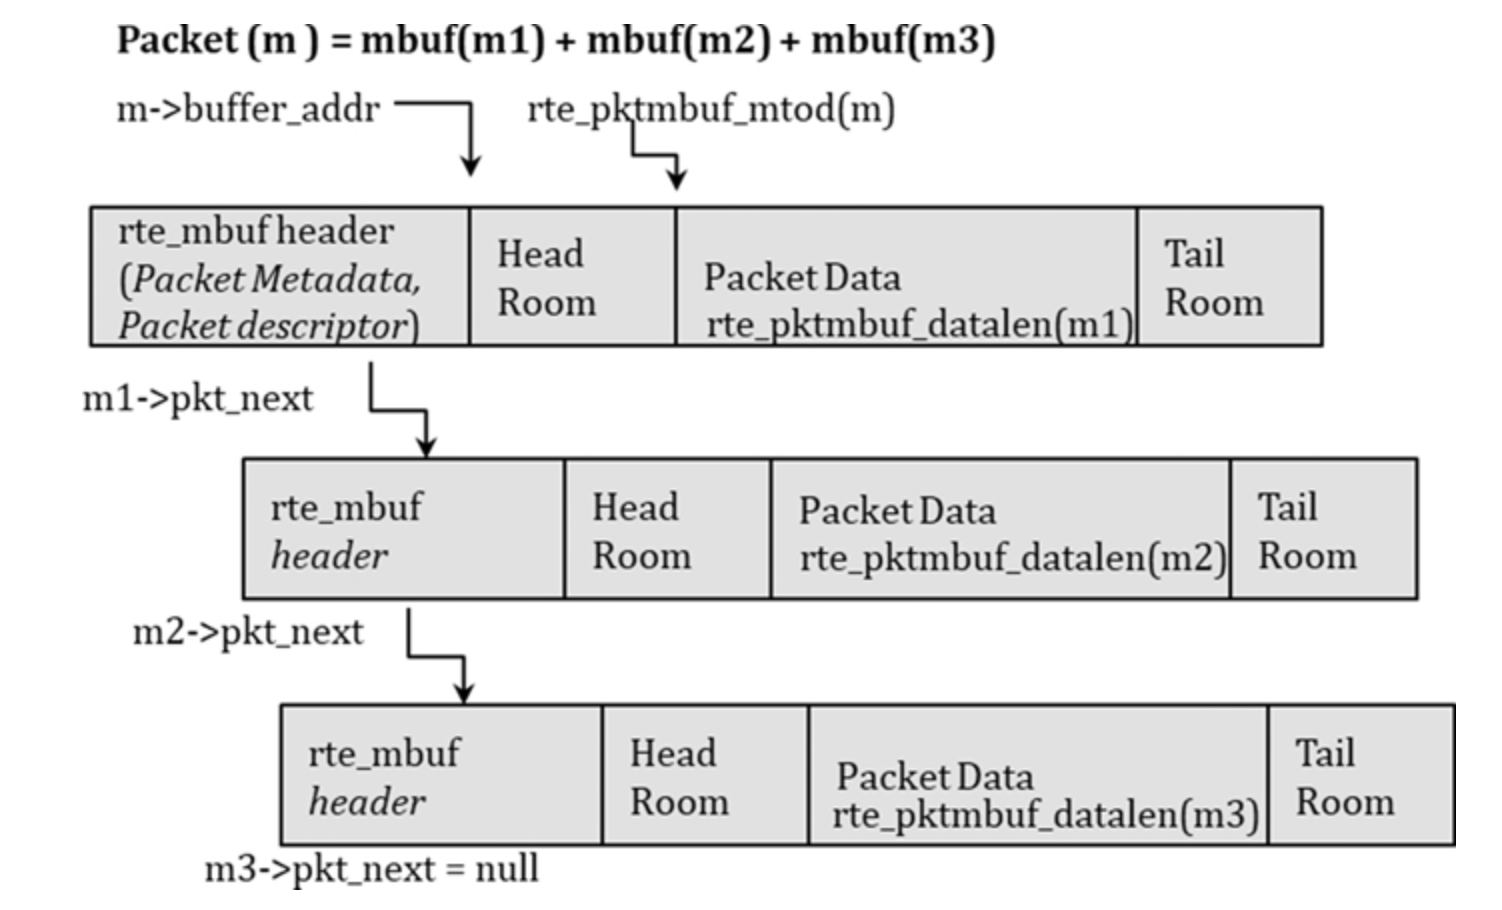 Packet (m ) = mbuf(m1) + mbuf(m2) + mbuf(m3)
m->buffer_addr
rte_pktmbuf_mtod(m)
rte_mbuf header
(Packet Metadata,
Packet descriptor)
Head
Room
Packet Data
rte_pktmbuf_datalen(m1)
Tail
Room
m1->pkt_next
rte_mbuf
header
Head
Room
Packet Data
rte_pktmbuf_datalen(m2)
Tail
Room
m2->pkt_next
rte_mbuf
header
Head
Room
Packet Data
rte_pktmbuf_datalen(m3)
Tail
Room
m3->pkt_next = null